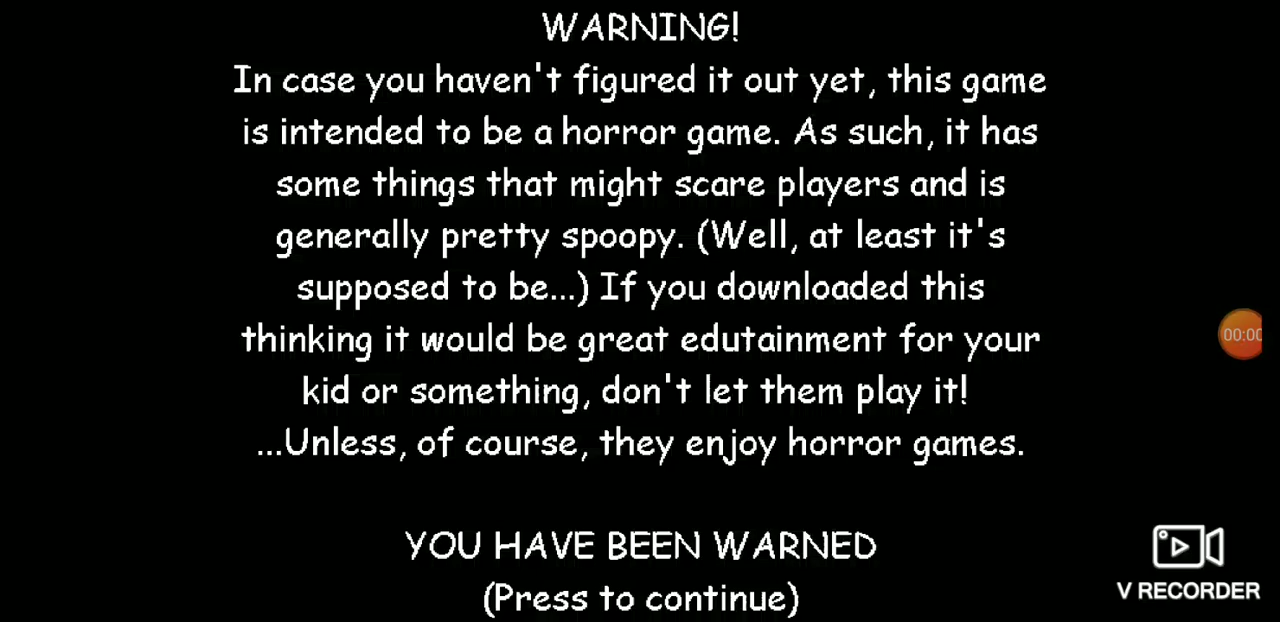 WARNING!
In case you haven't figured it out yet, this game
is intended to be a horror game. As such, it has
some things that might scare players and is
generally pretty spoopy. (Well, at least it's
supposed to be...) If you downloaded this
thinking it would be great edutainment for your
kid or something, don't let them play it!
...Unless, of course, they enjoy horror games.
YOU HAVE BEEN WARNED
(Press to continue)
00:00
V RECORDER